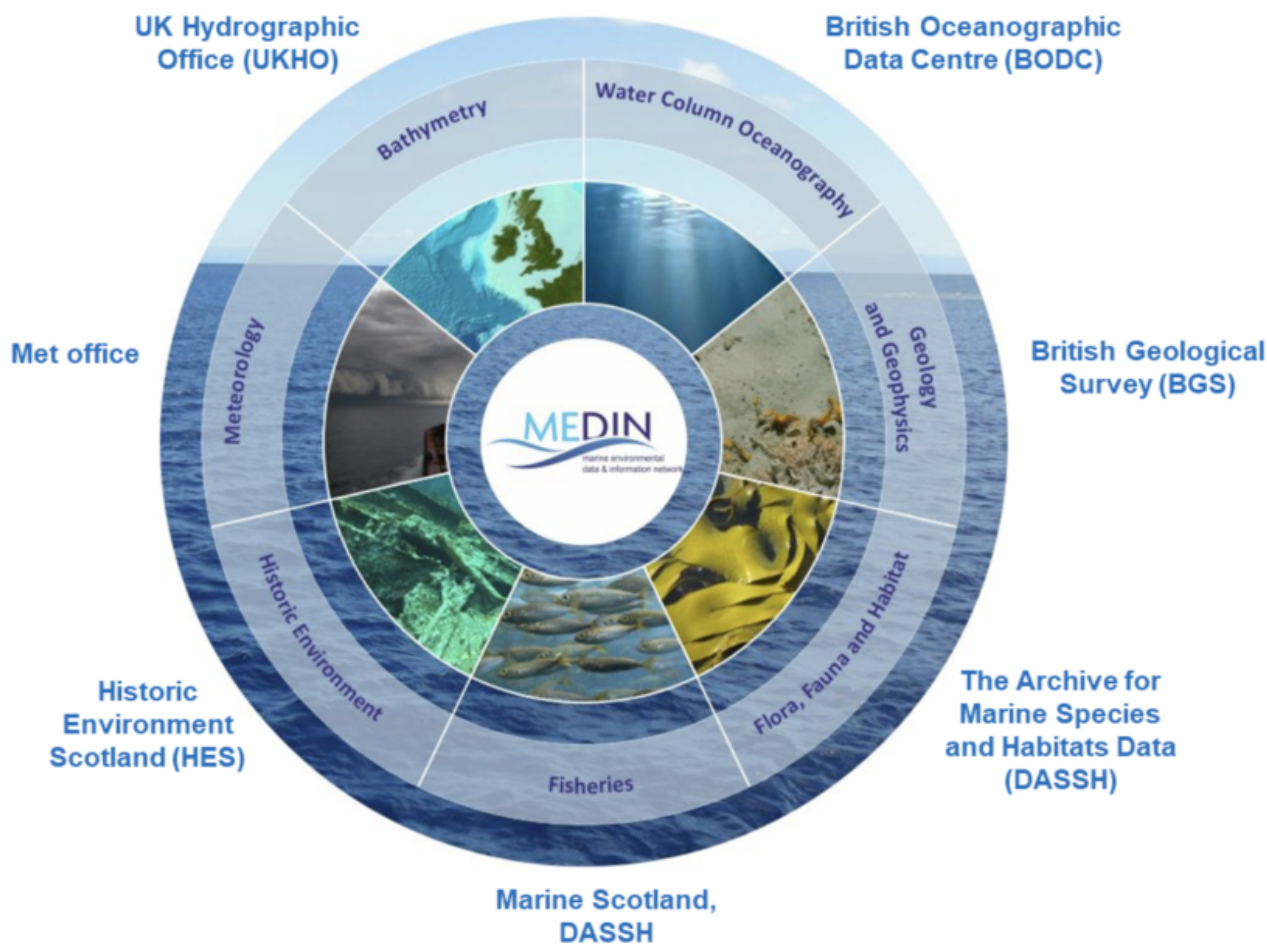 UK Hydrographic
Office (UKHO)
British Oceanographic
Data Centre (BODC)
Bathymetry
Water Column Oceanography
Meteorology
Geology
and Geophysics
Met office
British Geological
Survey (BGS)
MEDIN
marine environmental
data & information network
Historic Environment
Flora, Fauna and Habitat
Fisheries
Historic
Environment
Scotland (HES)
The Archive for
Marine Species
and Habitats Data
(DASSH)
Marine Scotland,
DASSH